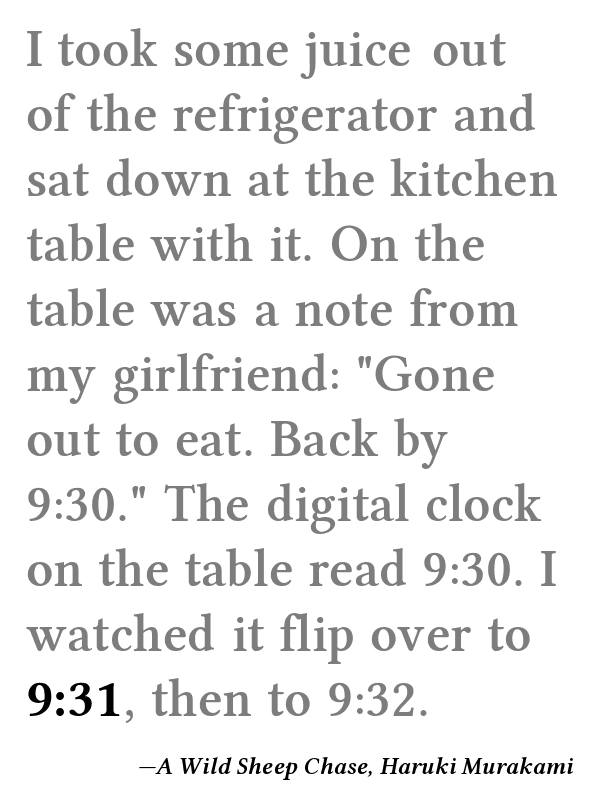 I took some juice out
of the refrigerator and
sat down at the kitchen
table with it. On the
table was a note from
my girlfriend: "Gone
out to eat. Back by
9:30." The digital clock
on the table read 9:30. I
watched it flip over to
9:31, then to 9:32.
—A Wild Sheep Chase, Haruki Murakami